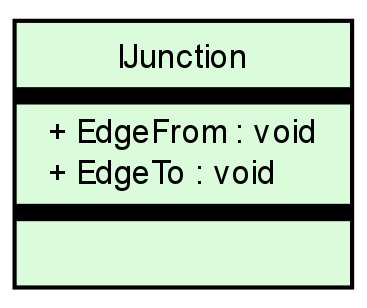 IJunction
+ EdgeFrom : void
+ EdgeTo : void